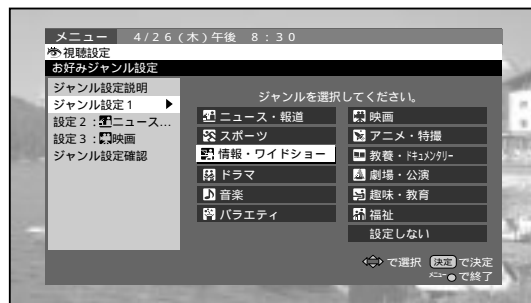 メニュー 4/26(木)午後 8:30
視聴設定
お好みジャンル設定
ジャンル設定説明
ジャンル設定1
設定2:ニュース…
設定3:映画
ジャンル設定確認
ジャンルを選択してください。
ニュース・報道
スポーツ
情報・ワイドショー
ドラマ
音楽
バラエティ
映画
アニメ・特撮
教養・ドキュメンタリー
劇場・公演
趣味・教育
福祉
設定しない
で選択 決定 で決定
メニュー で終了